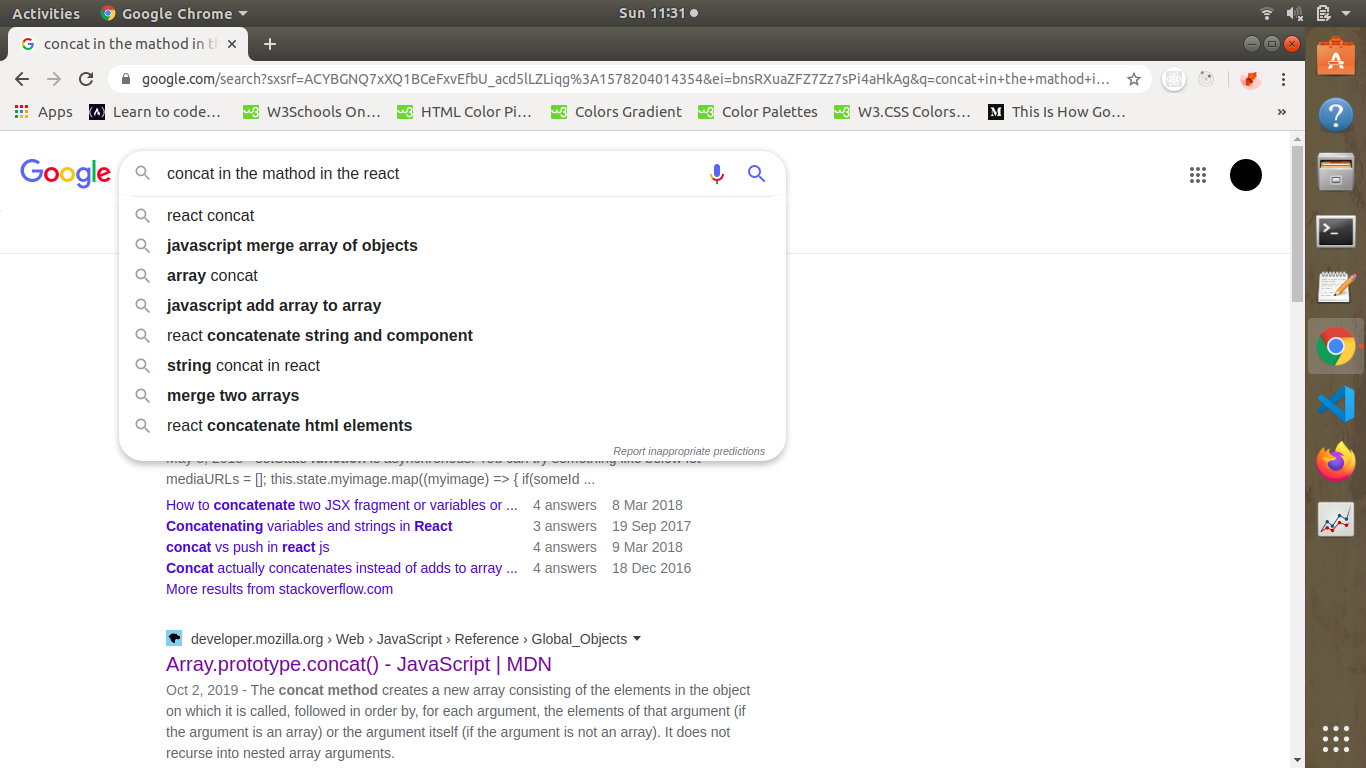 Activities Google Chrome Sun 11:31
concat in the mathod in th
google.com/search?sxsrf=ACYBGNQ7xXQ1BCeFxvEfbU_acd5lLZLiqg%3A1578204014354&ei=bnsRXuaZFZ7Zz7sPi4aHkAg&q=concat+in+the+mathod+i...
Apps Learn to code… W3Schools On… HTML Color Pi… Colors Gradient Color Palettes W3.CSS Colors… This Is How Go… »
Google concat in the mathod in the react
react concat
javascript merge array of objects
array concat
javascript add array to array
react concatenate string and component
string concat in react
merge two arrays
react concatenate html elements
Report inappropriate predictions
mediaURLs = []; this.state.myimage.map((myimage) => { if(someId ...
How to concatenate two JSX fragment or variables or ... 4 answers 8 Mar 2018
Concatenating variables and strings in React 3 answers 19 Sep 2017
concat vs push in react js 4 answers 9 Mar 2018
Concat actually concatenates instead of adds to array ... 4 answers 18 Dec 2016
More results from stackoverflow.com
developer.mozilla.org › Web › JavaScript › Reference › Global_Objects
Array.prototype.concat() - JavaScript | MDN
Oct 2, 2019 - The concat method creates a new array consisting of the elements in the object
on which it is called, followed in order by, for each argument, the elements of that argument (if
the argument is an array) or the argument itself (if the argument is not an array). It does not
recurse into nested array arguments.